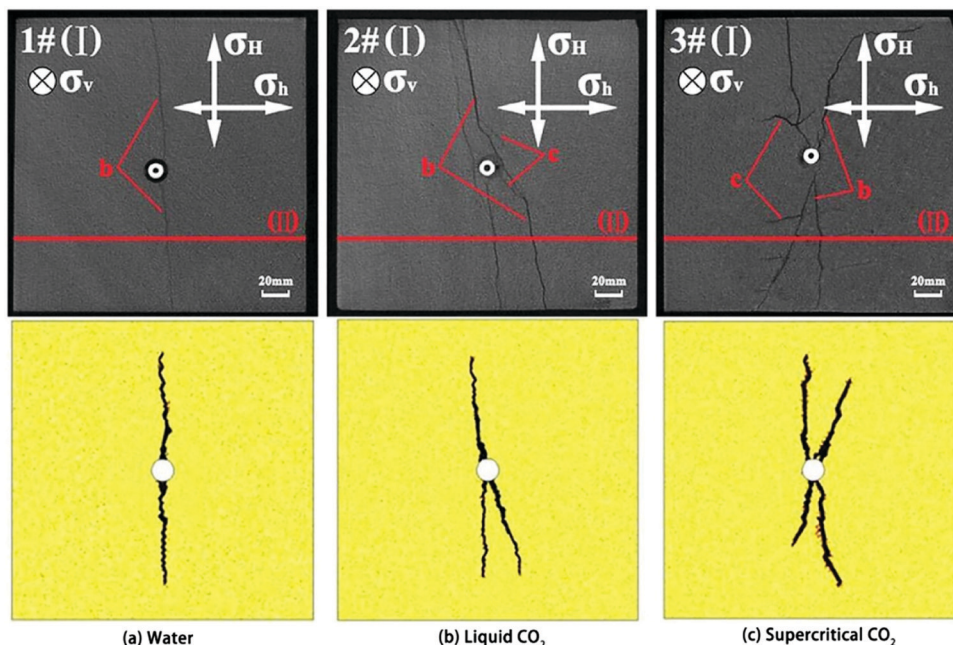 1# (I)
σH
⊗σv
σh
b
(II)
20mm
2# (I)
σH
⊗σv
σh
b
c
(II)
20mm
3# (I)
σH
⊗σv
σh
c
b
(II)
20mm
(a) Water
(b) Liquid CO₂
(c) Supercritical CO₂